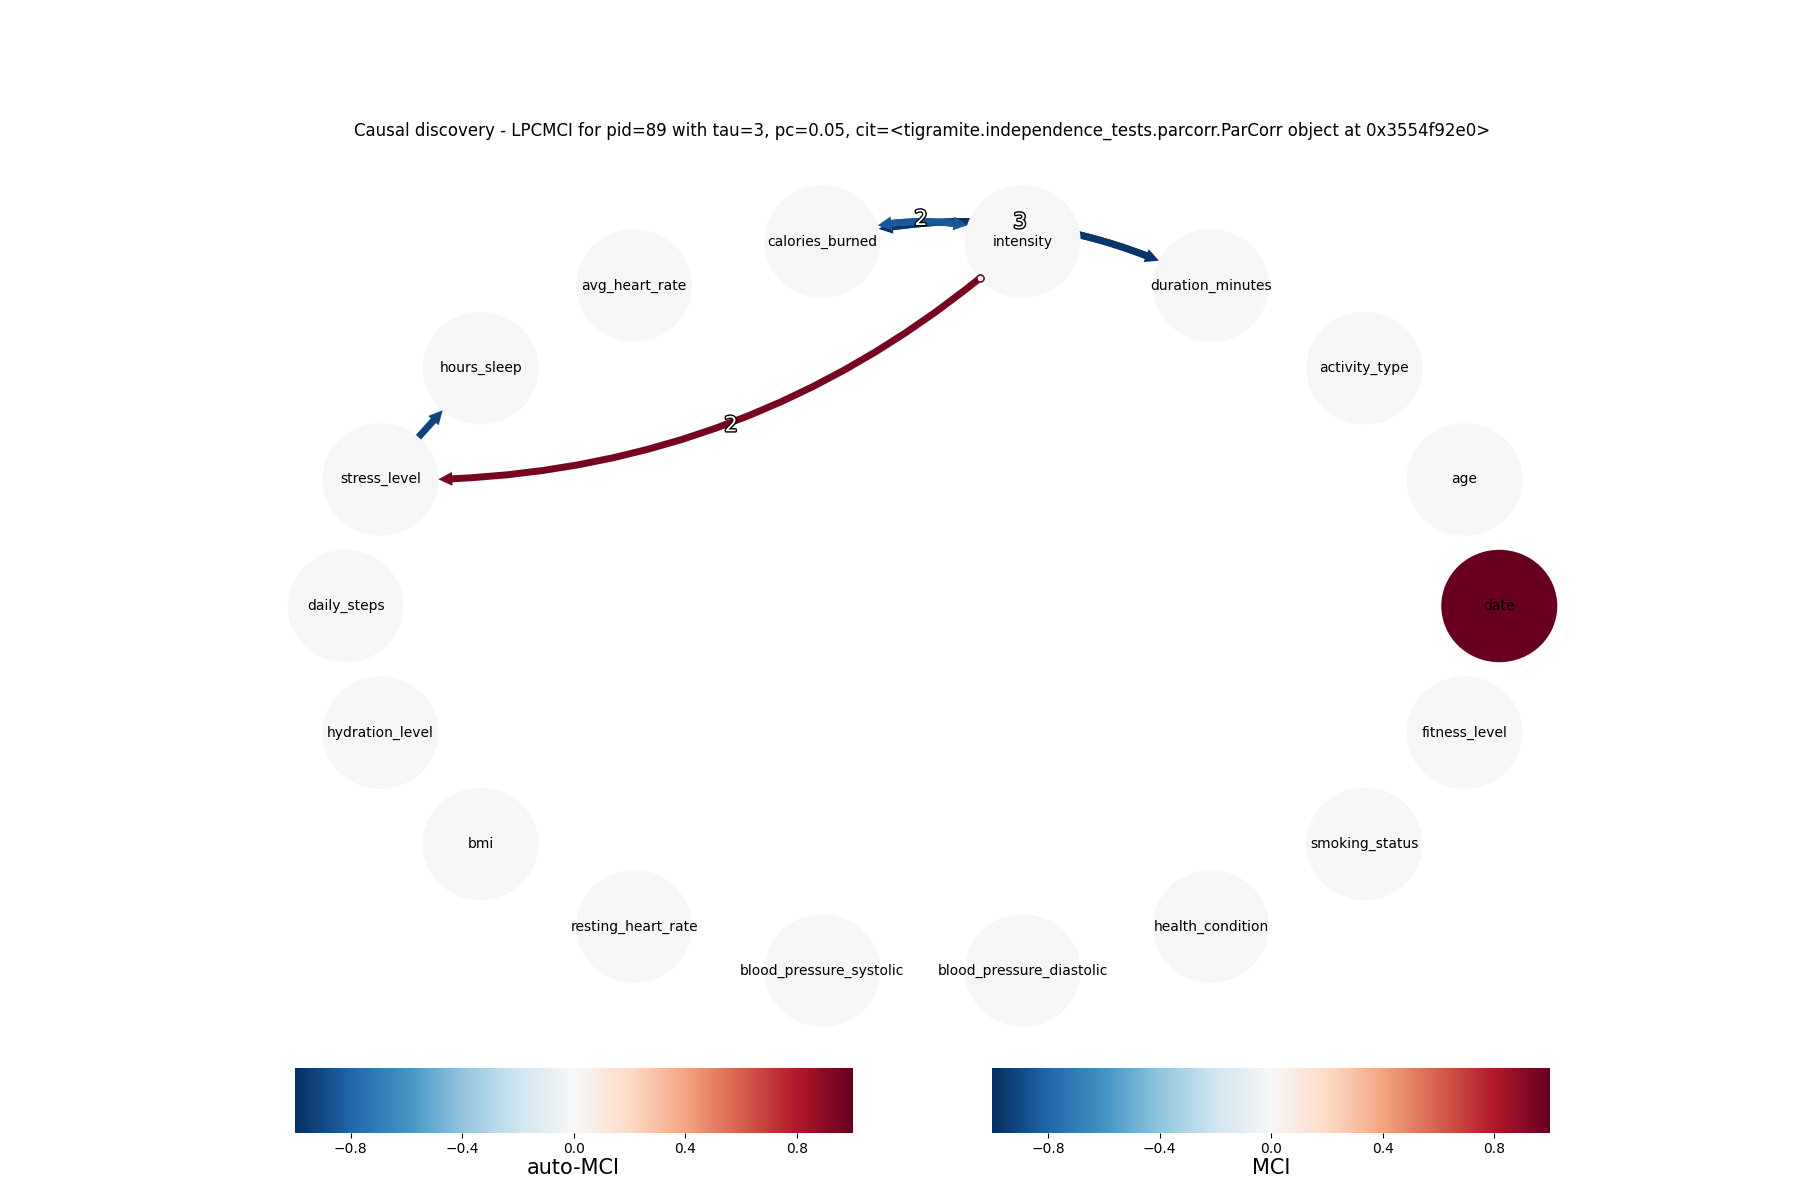 Causal discovery - LPCMCI for pid=89 with tau=3, pc=0.05, cit=<tigramite.independence_tests.parcorr.ParCorr object at 0x3554f92e0>
2
3
calories_burned
intensity
avg_heart_rate
duration_minutes
hours_sleep
activity_type
2
stress_level
age
daily_steps
date
hydration_level
fitness_level
bmi
smoking_status
resting_heart_rate
health_condition
blood_pressure_systolic
blood_pressure_diastolic
−0.8 −0.4 0.0 0.4 0.8
auto-MCI
−0.8 −0.4 0.0 0.4 0.8
MCI